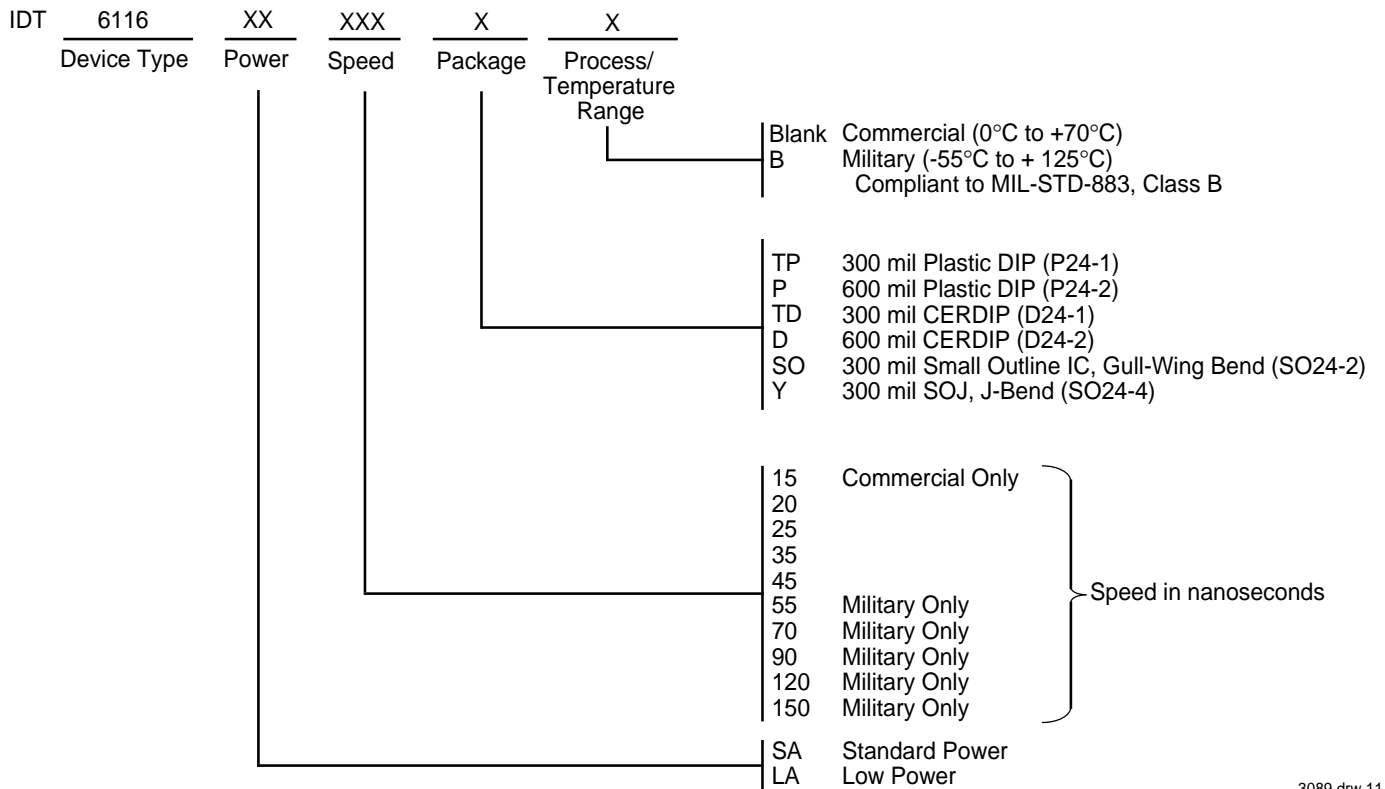 IDT 6116 XX XXX X X
Device Type Power Speed Package Process/
Temperature
Range
Blank Commercial (0°C to +70°C)
B Military (-55°C to + 125°C)
Compliant to MIL-STD-883, Class B
TP 300 mil Plastic DIP (P24-1)
P 600 mil Plastic DIP (P24-2)
TD 300 mil CERDIP (D24-1)
D 600 mil CERDIP (D24-2)
SO 300 mil Small Outline IC, Gull-Wing Bend (SO24-2)
Y 300 mil SOJ, J-Bend (SO24-4)
15 Commercial Only
20
25
35
45
55 Military Only
70 Military Only
90 Military Only
120 Military Only
150 Military Only
Speed in nanoseconds
SA Standard Power
LA Low Power
3089 drw 11